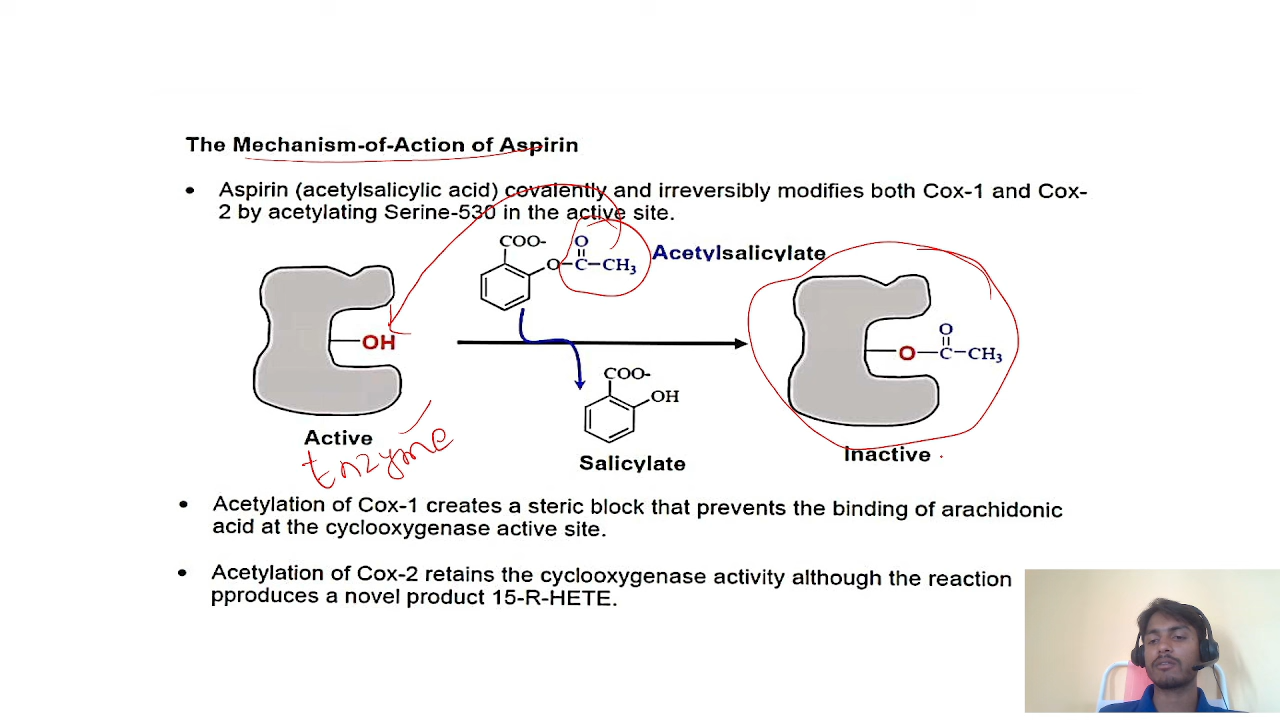 The Mechanism-of-Action of Aspirin
• Aspirin (acetylsalicylic acid) covalently and irreversibly modifies both Cox-1 and Cox-
2 by acetylating Serine-530 in the active site.
COO-
O
O-C-CH3
Acetylsalicylate
OH
O
O-C-CH3
COO-
OH
Active
Enzyme
Salicylate
Inactive
• Acetylation of Cox-1 creates a steric block that prevents the binding of arachidonic
acid at the cyclooxygenase active site.
• Acetylation of Cox-2 retains the cyclooxygenase activity although the reaction
pproduces a novel product 15-R-HETE.